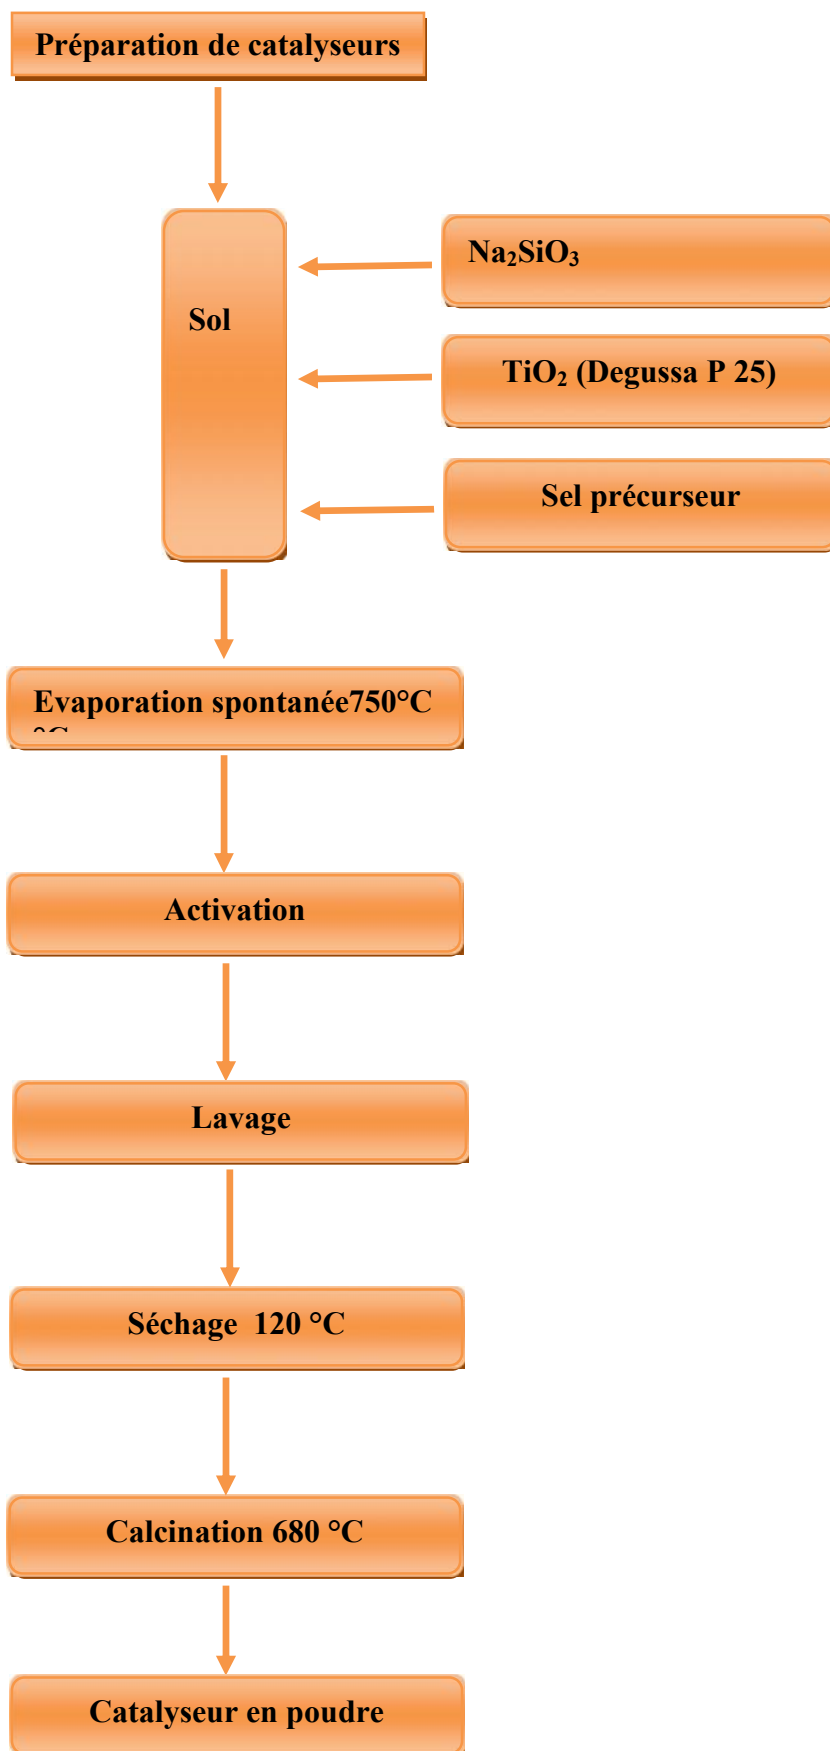 Préparation de catalyseurs
Na₂SiO₃
Sol
TiO₂ (Degussa P 25)
Sel précurseur
Evaporation spontanée750°C
°C
Activation
Lavage
Séchage 120 °C
Calcination 680 °C
Catalyseur en poudre